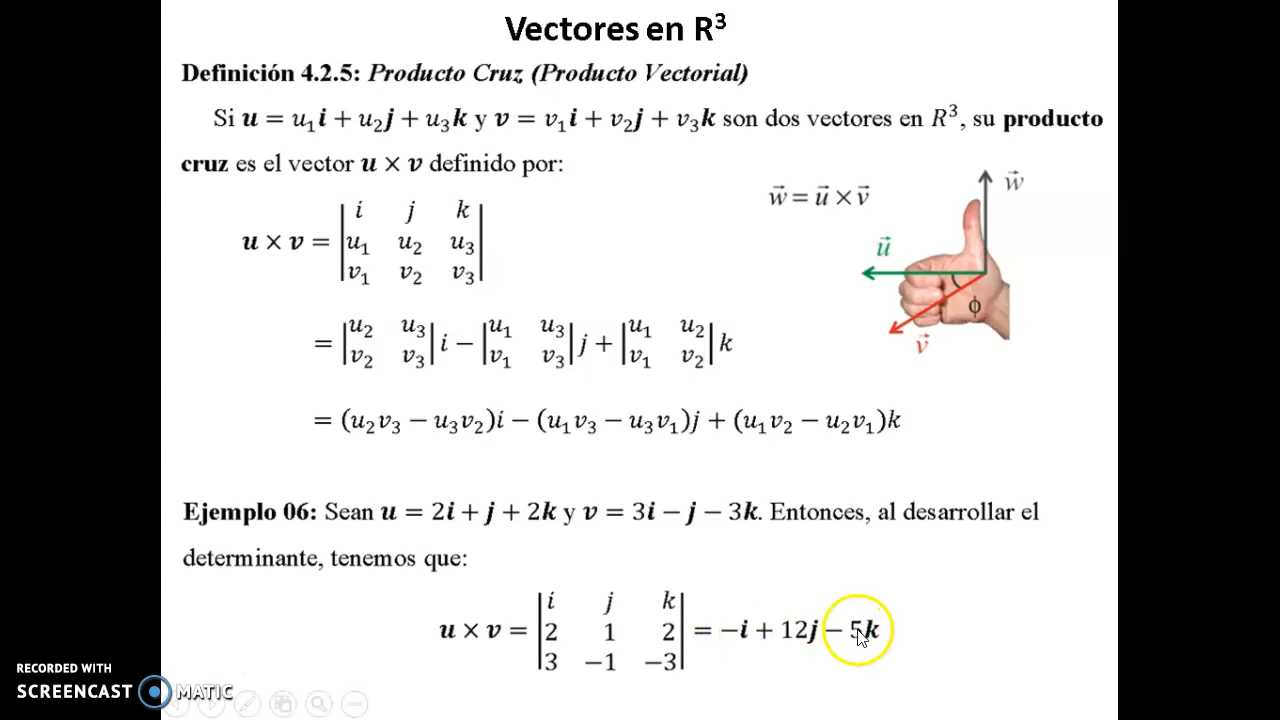 Vectores en R³
Definición 4.2.5: Producto Cruz (Producto Vectorial)
Si u = u₁i + u₂j + u₃k y v = v₁i + v₂j + v₃k son dos vectores en R³, su producto
cruz es el vector u × v definido por:
w⃗ = u⃗ × v⃗
w⃗
u⃗
ϕ
v⃗
i j k
u × v = |u₁ u₂ u₃|
v₁ v₂ v₃
= |u₂ u₃ / v₂ v₃| i − |u₁ u₃ / v₁ v₃| j + |u₁ u₂ / v₁ v₂| k
= (u₂v₃ − u₃v₂)i − (u₁v₃ − u₃v₁)j + (u₁v₂ − u₂v₁)k
Ejemplo 06: Sean u = 2i + j + 2k y v = 3i − j − 3k. Entonces, al desarrollar el
determinante, tenemos que:
i j k
u × v = |2 1 2| = −i + 12j − 5k
3 −1 −3
RECORDED WITH
SCREENCAST MATIC